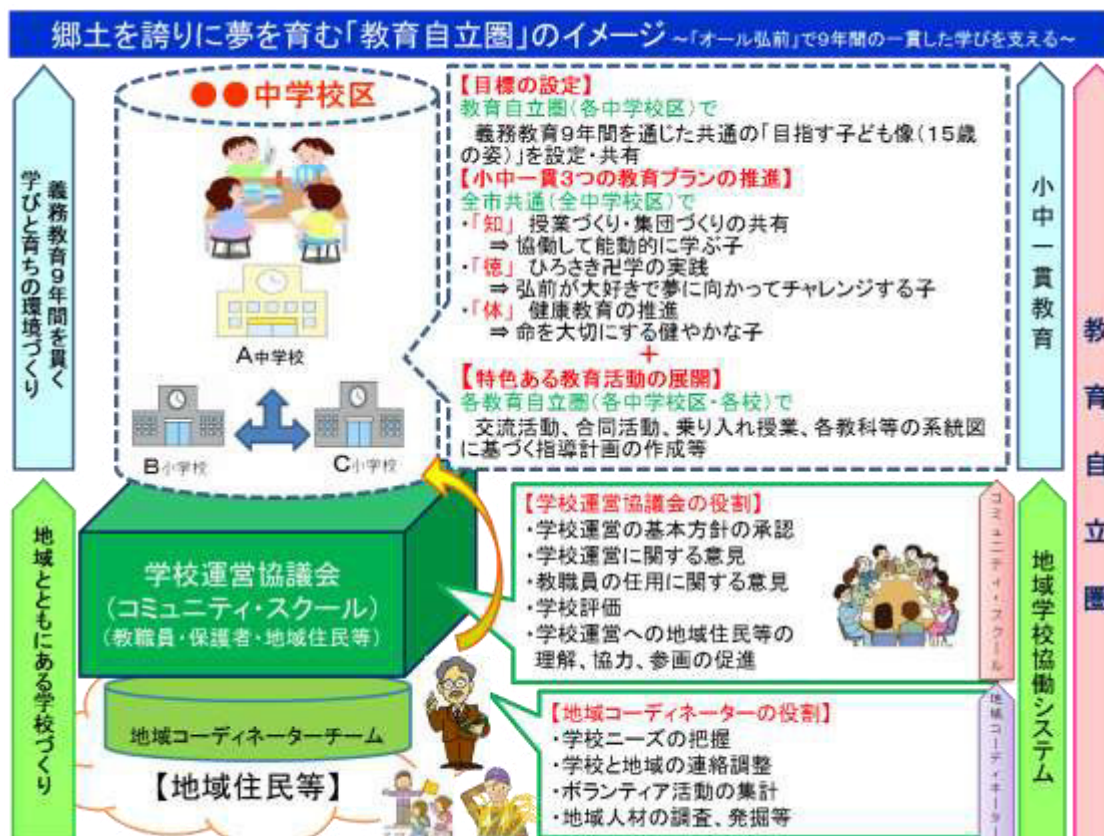 郷土を誇りに夢を育む「教育自立圏」のイメージ ～「オール弘前」で9年間の一貫した学びを支える～
義務教育9年間を貫く
学びと育ちの環境づくり
●●中学校区
A中学校
B小学校
C小学校
【目標の設定】
教育自立圏(各中学校区)で
義務教育9年間を通じた共通の「目指す子ども像(15歳
の姿)」を設定・共有
【小中一貫3つの教育プランの推進】
全市共通(全中学校区)で
・「知」 授業づくり・集団づくりの共有
⇒ 協働して能動的に学ぶ子
・「徳」 ひろさき卍学の実践
⇒ 弘前が大好きで夢に向かってチャレンジする子
・「体」 健康教育の推進
⇒ 命を大切にする健やかな子
+
【特色ある教育活動の展開】
各教育自立圏(各中学校区・各校)で
交流活動、合同活動、乗り入れ授業、各教科等の系統図
に基づく指導計画の作成等
小中一貫教育
教育自立圏
地域とともにある学校づくり
学校運営協議会
(コミュニティ・スクール)
(教職員・保護者・地域住民等)
地域コーディネーターチーム
【地域住民等】
【学校運営協議会の役割】
・学校運営の基本方針の承認
・学校運営に関する意見
・教職員の任用に関する意見
・学校評価
・学校運営への地域住民等の
理解、協力、参画の促進
コミュニティ・スクール
【地域コーディネーターの役割】
・学校ニーズの把握
・学校と地域の連絡調整
・ボランティア活動の集計
・地域人材の調査、発掘等
地域コーディネーター
地域学校協働システム